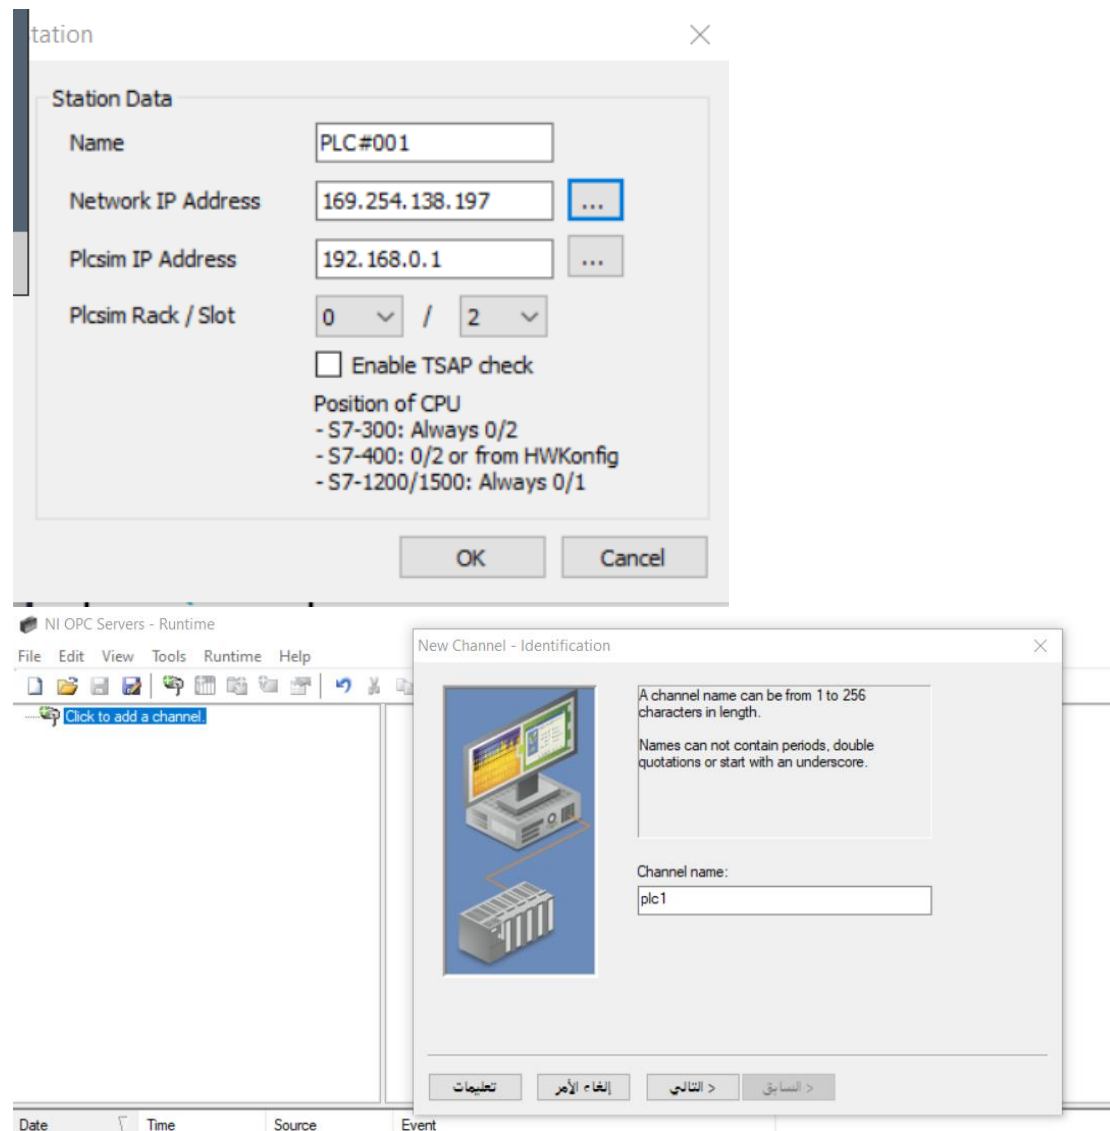 tation
Station Data
Name PLC#001
Network IP Address 169.254.138.197 ...
Plcsim IP Address 192.168.0.1 ...
Plcsim Rack / Slot 0 / 2
Enable TSAP check
Position of CPU
- S7-300: Always 0/2
- S7-400: 0/2 or from HWKonfig
- S7-1200/1500: Always 0/1
OK Cancel
NI OPC Servers - Runtime
File Edit View Tools Runtime Help
Click to add a channel.
New Channel - Identification
A channel name can be from 1 to 256
characters in length.
Names can not contain periods, double
quotations or start with an underscore.
Channel name:
plc1
< السابق
التالي >
إلغاء الأمر
تعليمات
Date Time Source Event